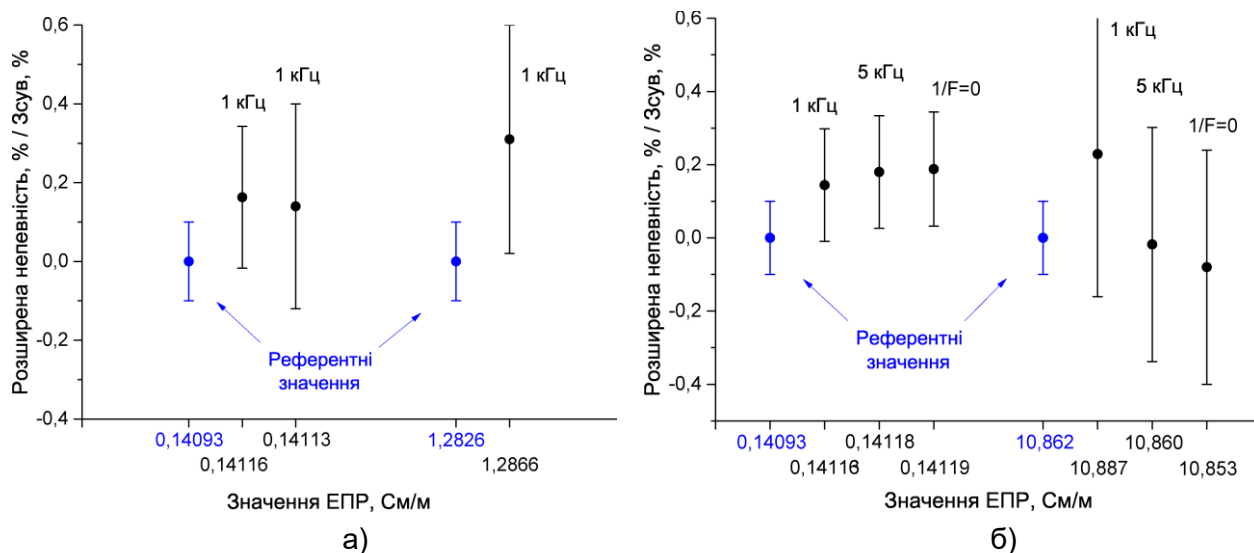 Розширена непевність, % / Зсув, %
0,6
0,4
0,2
0,0
-0,2
-0,4
1 кГц
1 кГц
1 кГц
Референтні
значення
0,14093
0,14113
1,2826
0,14116
1,2866
Значення ЕПР, См/м
а)
Розширена непевність, % / Зсув, %
0,6
0,4
0,2
0,0
-0,2
-0,4
1 кГц
5 кГц
1/F=0
1 кГц
5 кГц
1/F=0
Референтні
значення
0,14093
0,14118
10,862
10,860
0,14116
0,14119
10,887
10,853
Значення ЕПР, См/м
б)